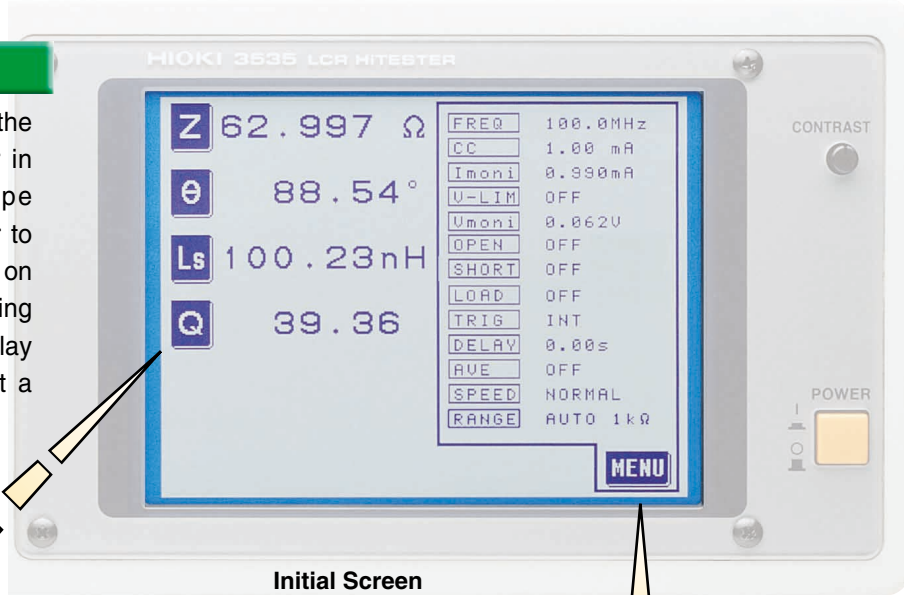 the
in
pe
to
on
ing
lay
t a
HIOKI 3535 LCR HiTESTER
Z 62.997 Ω
θ 88.54°
Ls 100.23nH
Q 39.36
FREQ 100.0MHz
CC 1.00 mA
Imoni 0.990mA
V-LIM OFF
Vmoni 0.062V
OPEN OFF
SHORT OFF
LOAD OFF
TRIG INT
DELAY 0.00s
AVE OFF
SPEED NORMAL
RANGE AUTO 1kΩ
MENU
CONTRAST
POWER
Initial Screen